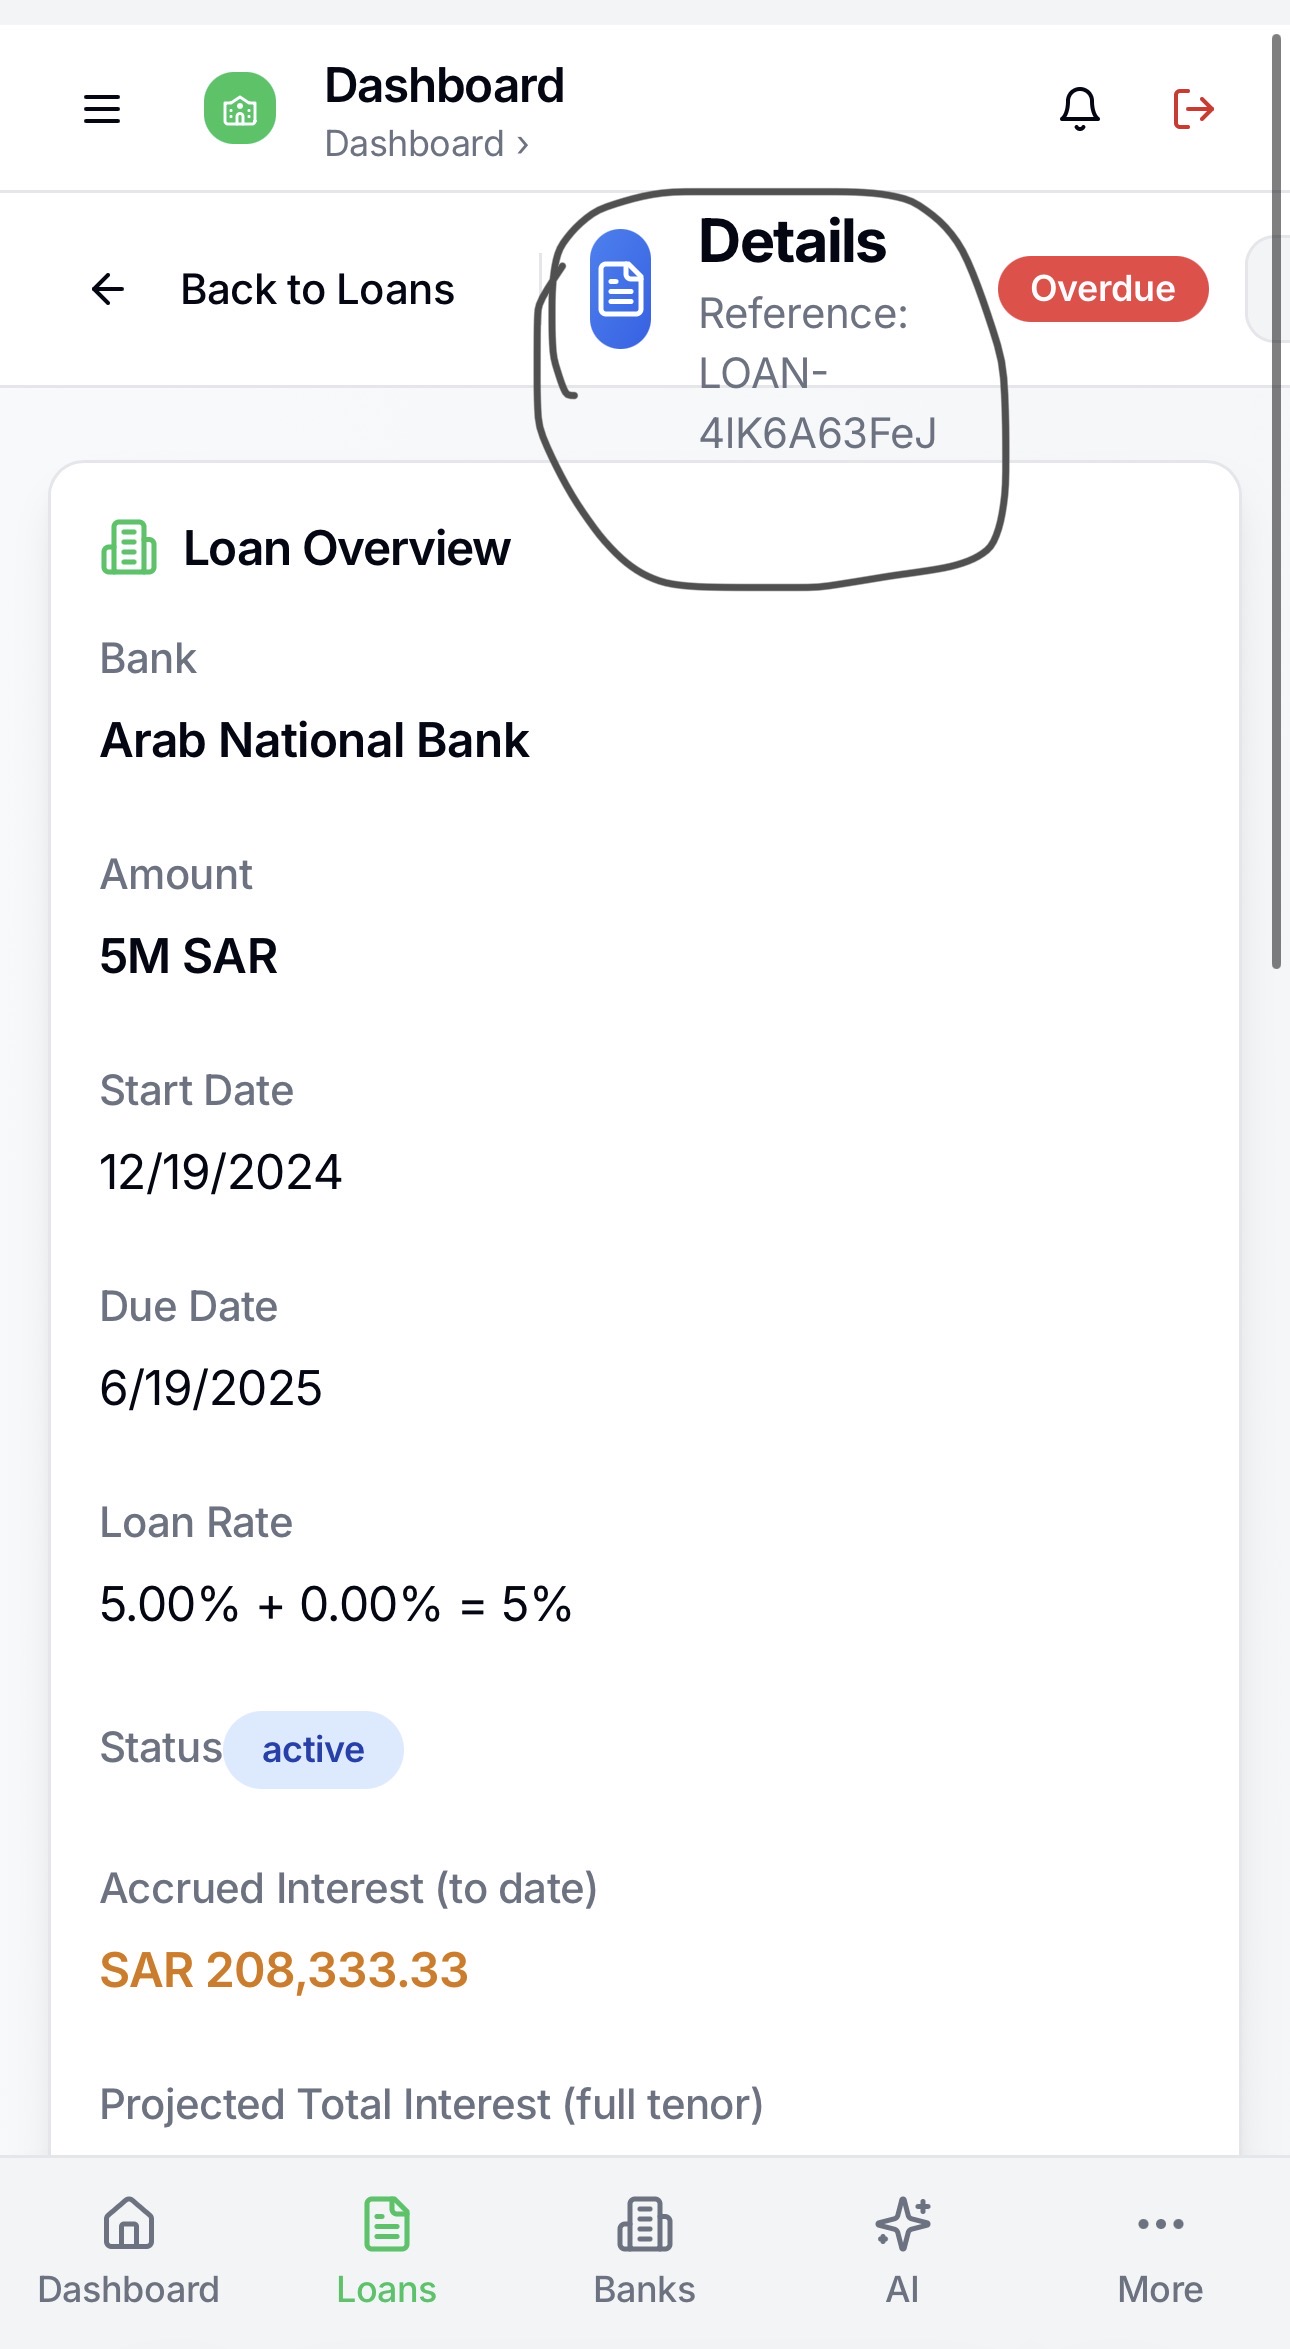 Dashboard
Dashboard ›
Back to Loans
Details
Reference:
LOAN-
4IK6A63FeJ
Overdue
Loan Overview
Bank
Arab National Bank
Amount
5M SAR
Start Date
12/19/2024
Due Date
6/19/2025
Loan Rate
5.00% + 0.00% = 5%
Status active
Accrued Interest (to date)
SAR 208,333.33
Projected Total Interest (full tenor)
Dashboard
Loans
Banks
AI
More